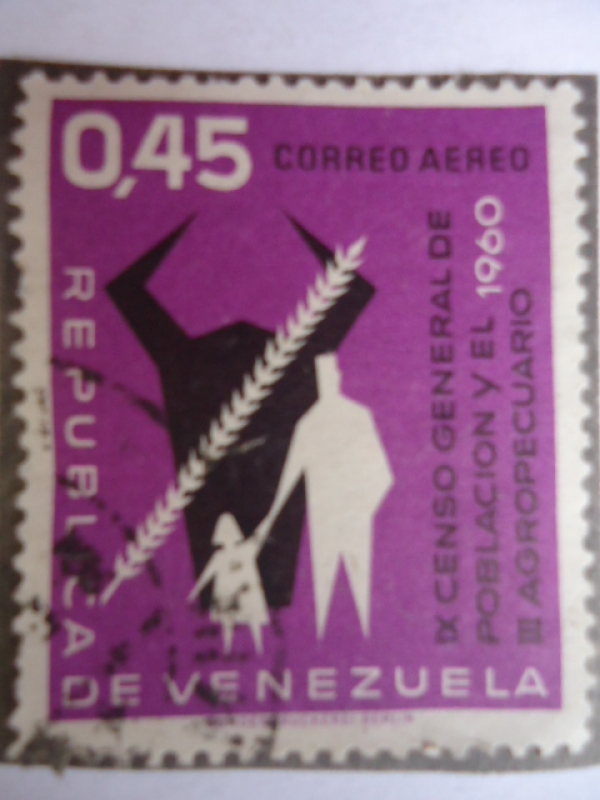 0,45
CORREO AEREO
REPUBLICA
DE VENEZUELA
IX CENSO GENERAL DE
POBLACION Y EL 1960
III AGROPECUARIO